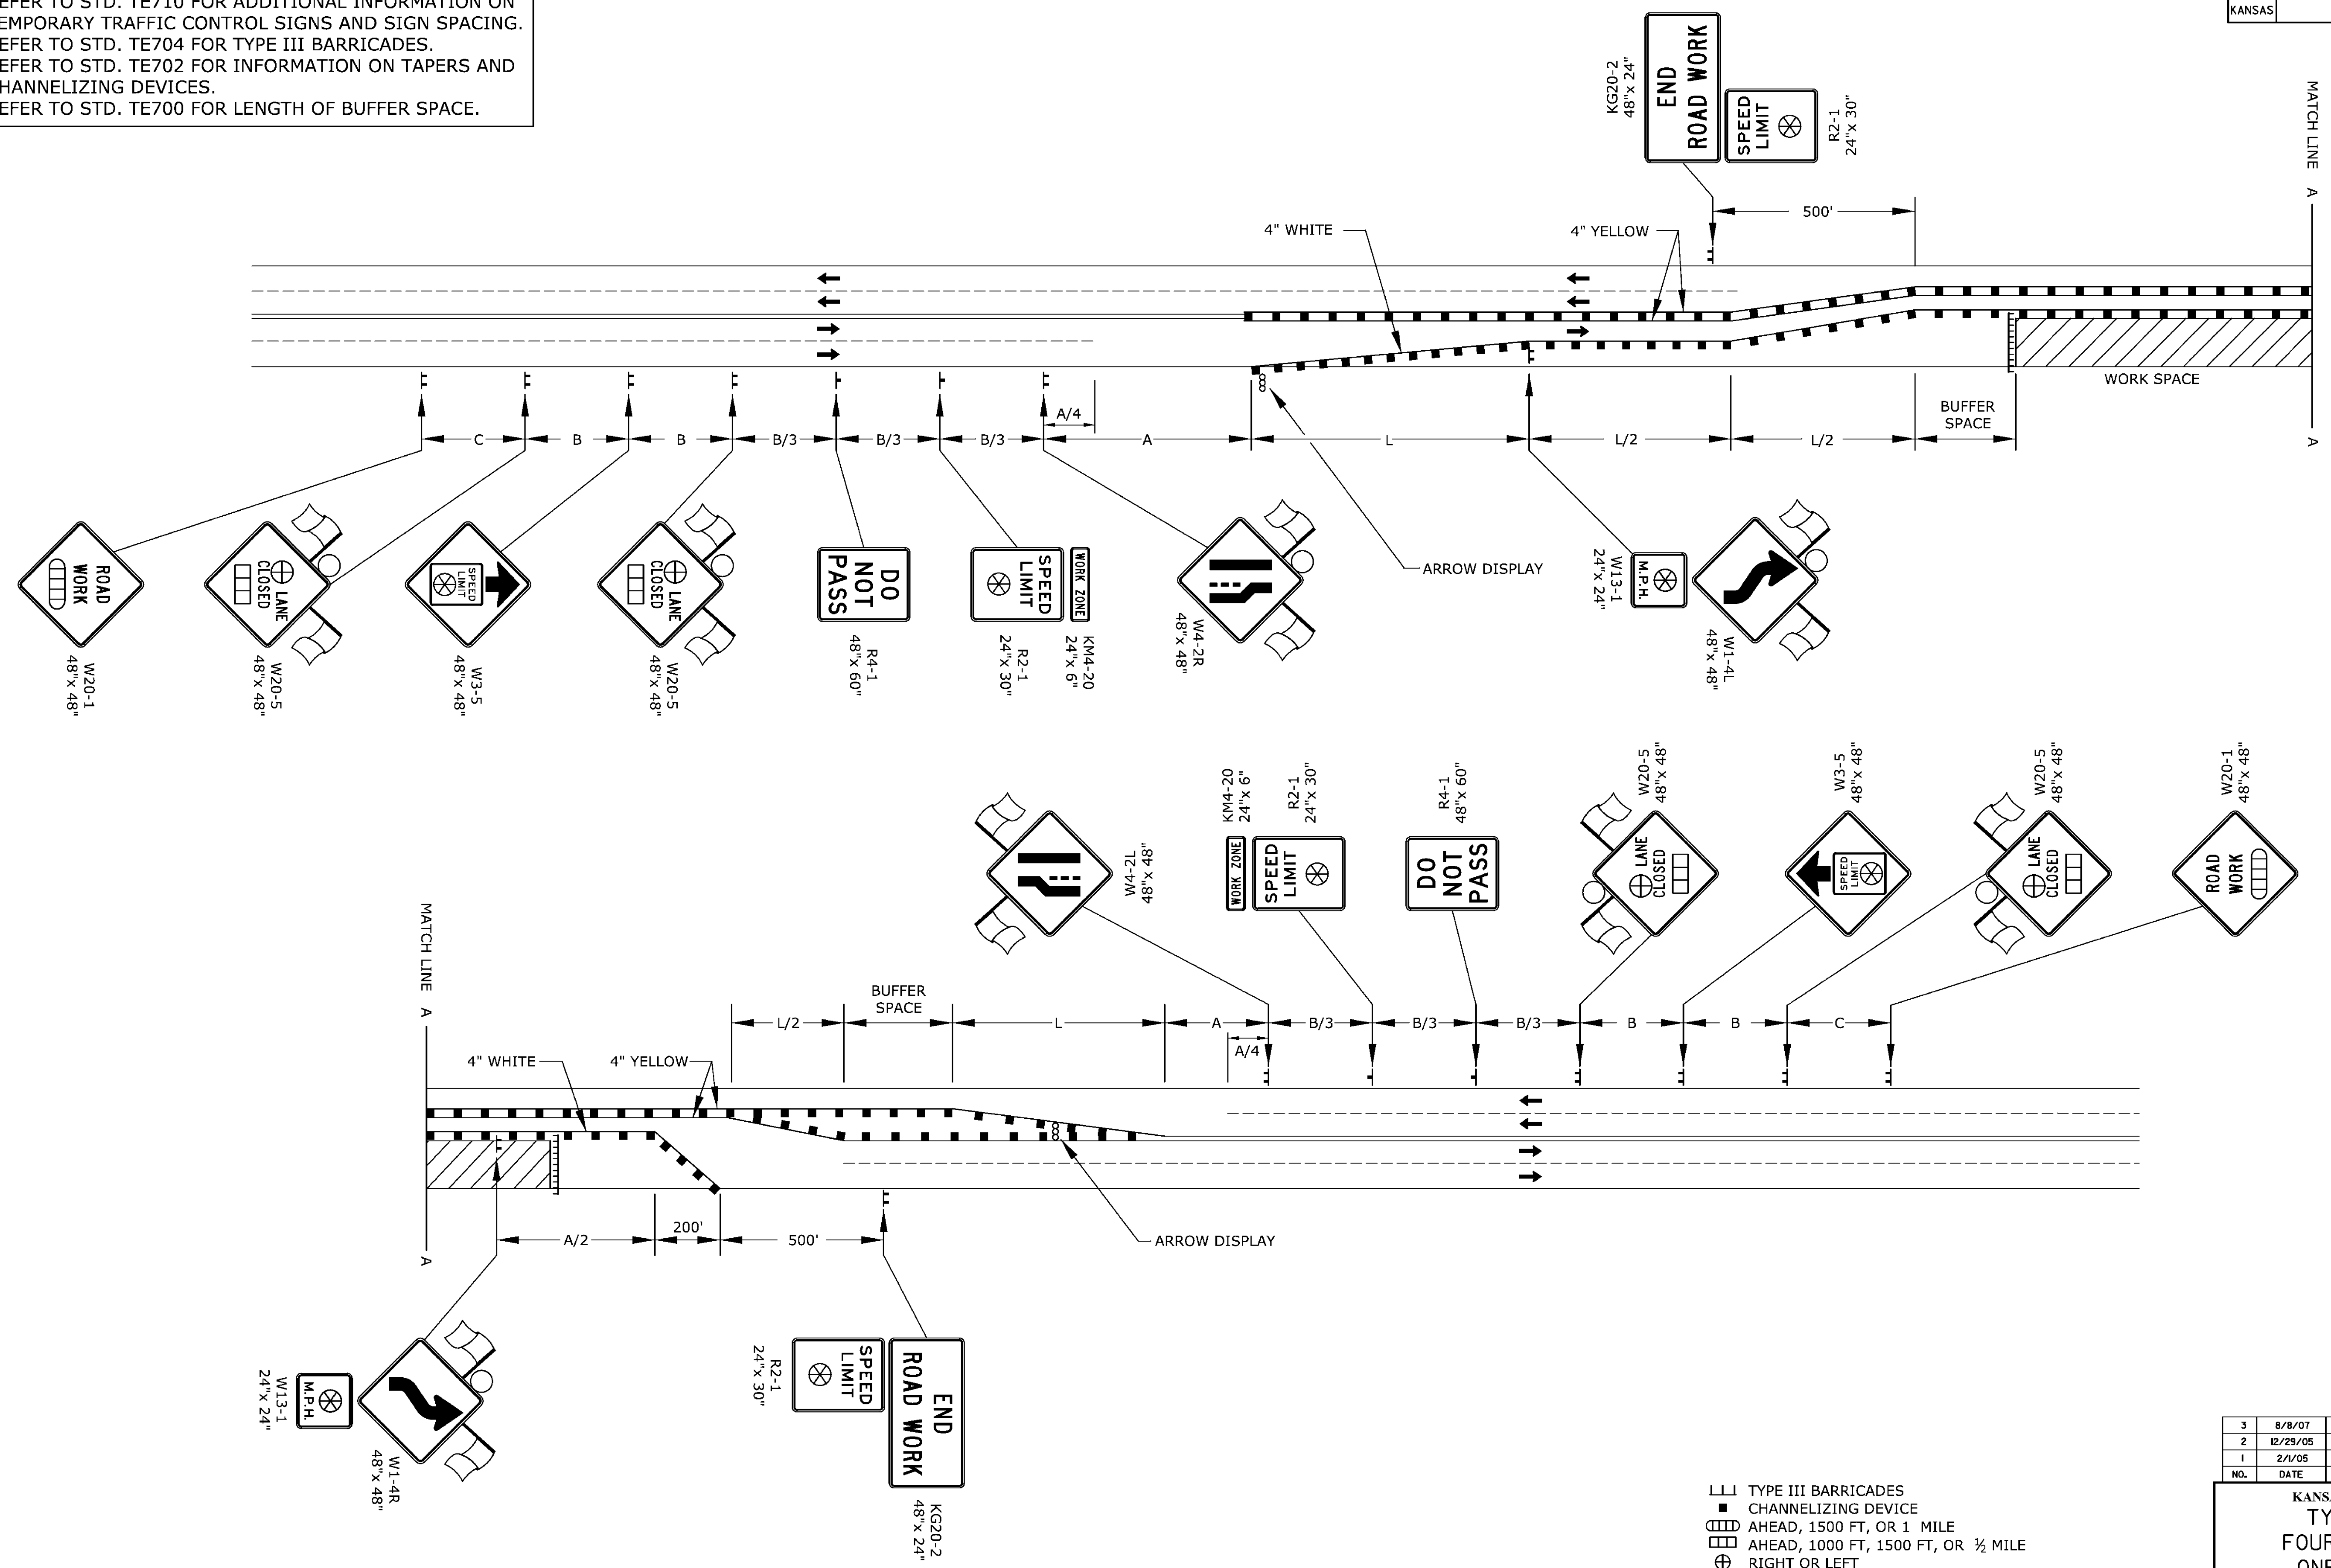 EFER TO STD. TE710 FOR ADDITIONAL INFORMATION ON
EMPORARY TRAFFIC CONTROL SIGNS AND SIGN SPACING.
EFER TO STD. TE704 FOR TYPE III BARRICADES.
EFER TO STD. TE702 FOR INFORMATION ON TAPERS AND
HANNELIZING DEVICES.
EFER TO STD. TE700 FOR LENGTH OF BUFFER SPACE.
KANSAS
KG20-2
48"x 24"
END
ROAD WORK
SPEED
LIMIT
R2-1
24"x 30"
MATCH LINE A
A
500'
4" WHITE
4" YELLOW
WORK SPACE
BUFFER
SPACE
A/4
C
B
B
B/3
B/3
B/3
A
L
L/2
L/2
ARROW DISPLAY
ROAD
WORK
W20-1
48"x 48"
LANE
CLOSED
W20-5
48"x 48"
SPEED
LIMIT
W3-5
48"x 48"
LANE
CLOSED
W20-5
48"x 48"
DO
NOT
PASS
R4-1
48"x 60"
WORK ZONE
SPEED
LIMIT
KM4-20
24"x 6"
R2-1
24"x 30"
W4-2R
48"x 48"
W13-1
24"x 24"
M.P.H.
W1-4L
48"x 48"
W4-2L
48"x 48"
KM4-20
24"x 6"
WORK ZONE
R2-1
24"x 30"
SPEED
LIMIT
R4-1
48"x 60"
DO
NOT
PASS
W20-5
48"x 48"
LANE
CLOSED
W3-5
48"x 48"
SPEED
LIMIT
W20-5
48"x 48"
LANE
CLOSED
W20-1
48"x 48"
ROAD
WORK
MATCH LINE A
A
BUFFER
SPACE
L/2
L
A
B/3
B/3
B/3
B
B
C
A/4
4" WHITE
4" YELLOW
A/2
200'
500'
ARROW DISPLAY
W13-1
24"x 24"
M.P.H.
W1-4R
48"x 48"
R2-1
24"x 30"
SPEED
LIMIT
END
ROAD WORK
KG20-2
48"x 24"
TYPE III BARRICADES
CHANNELIZING DEVICE
AHEAD, 1500 FT, OR 1 MILE
AHEAD, 1000 FT, 1500 FT, OR ½ MILE
RIGHT OR LEFT
3 8/8/07
2 12/29/05
1 2/1/05
NO. DATE
KANS
TY
FOUR
ONE